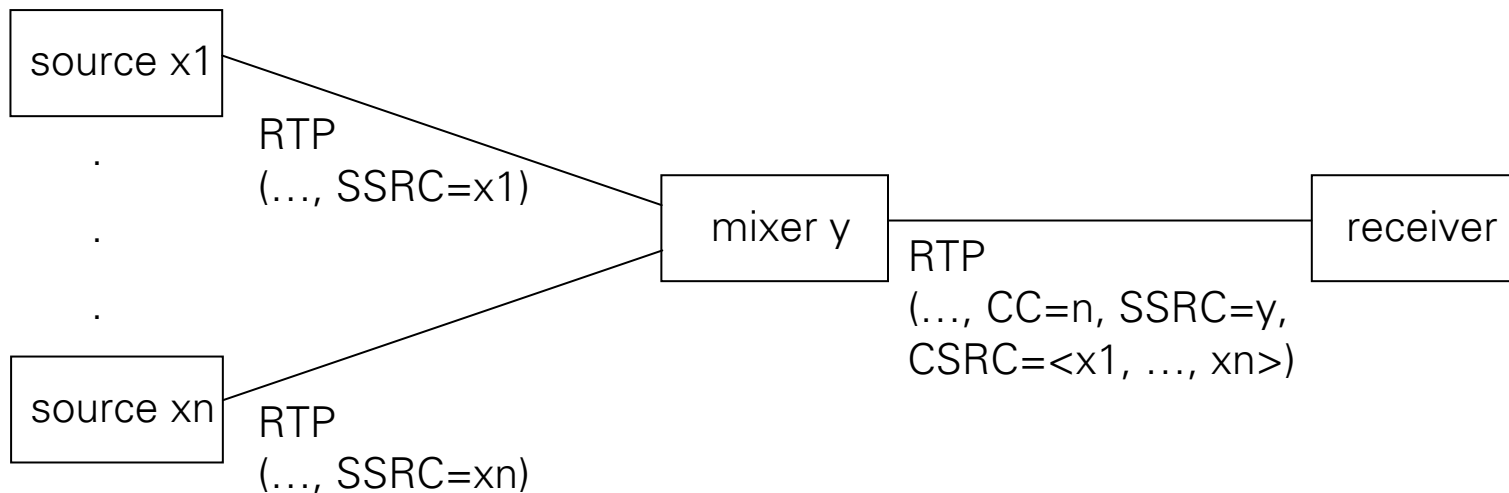 source x1
RTP
(…, SSRC=x1)
.
.
.
mixer y
receiver
RTP
(…, CC=n, SSRC=y,
CSRC=<x1, …, xn>)
source xn
RTP
(…, SSRC=xn)